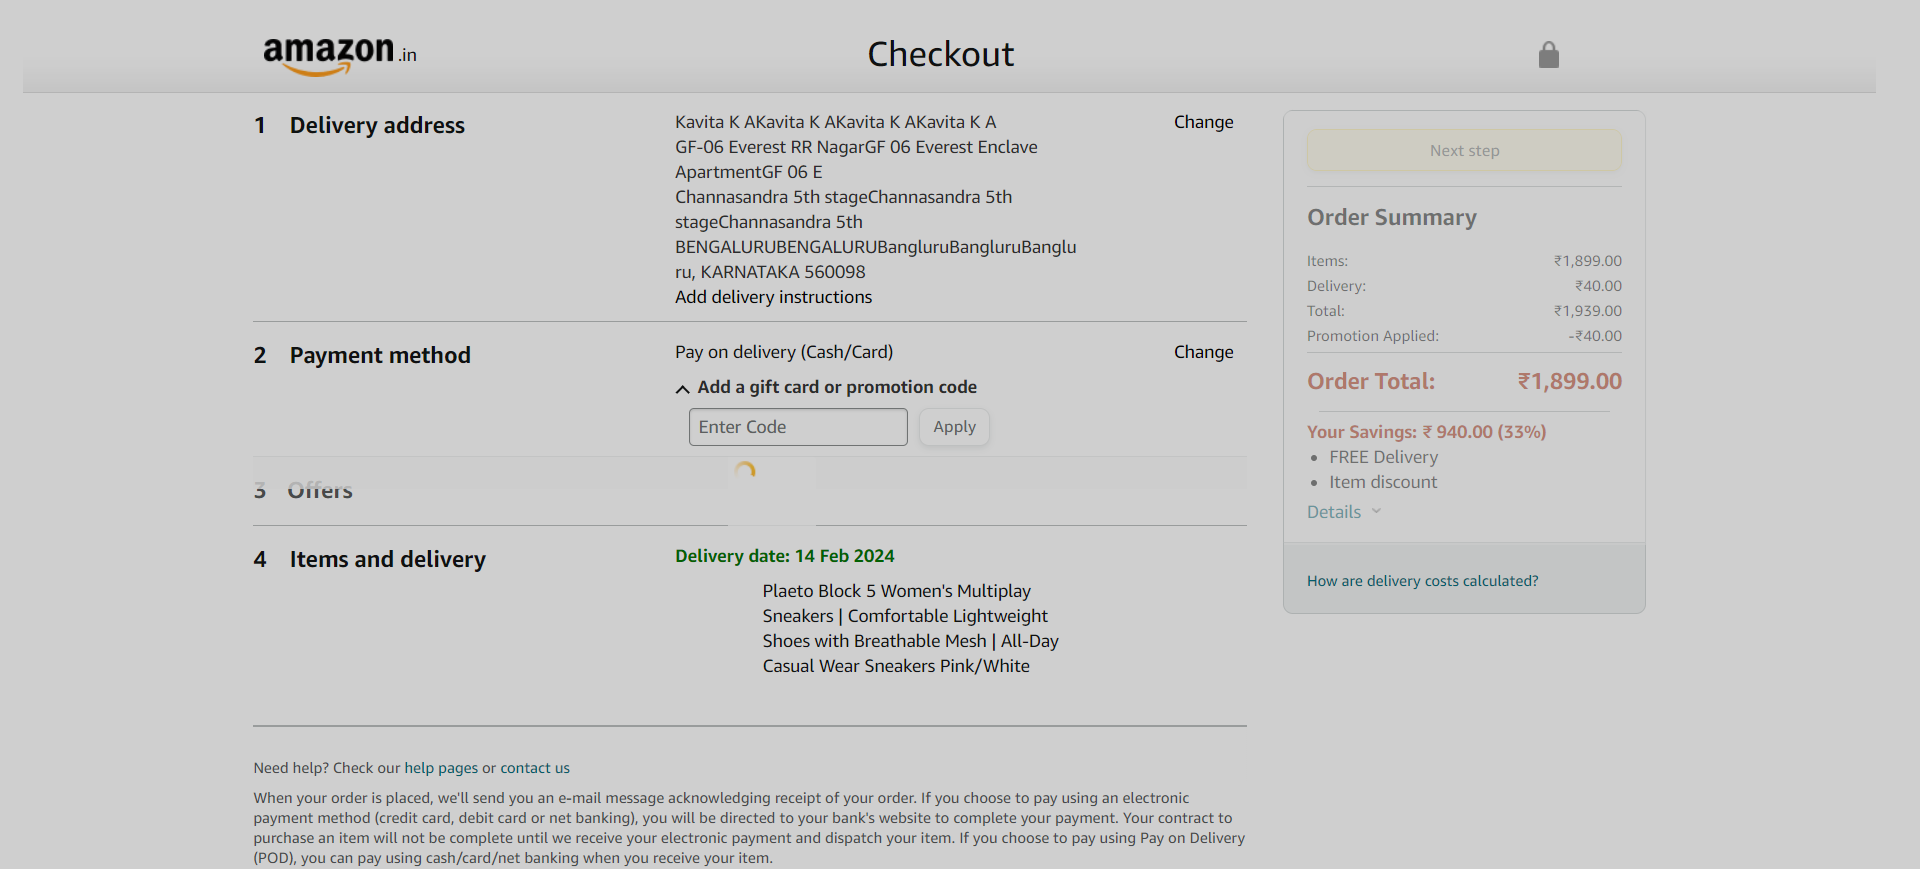 amazon.in
Checkout
1 Delivery address
Kavita K AKavita K AKavita K AKavita K A
GF-06 Everest RR NagarGF 06 Everest Enclave
ApartmentGF 06 E
Channasandra 5th stageChannasandra 5th
stageChannasandra 5th
BENGALURUBENGALURUBangluruBangluruBanglu
ru, KARNATAKA 560098
Add delivery instructions
Change
2 Payment method
Pay on delivery (Cash/Card)
Change
Add a gift card or promotion code
Enter Code
Apply
3 Offers
4 Items and delivery
Delivery date: 14 Feb 2024
Plaeto Block 5 Women's Multiplay
Sneakers | Comfortable Lightweight
Shoes with Breathable Mesh | All-Day
Casual Wear Sneakers Pink/White
Need help? Check our help pages or contact us
When your order is placed, we'll send you an e-mail message acknowledging receipt of your order. If you choose to pay using an electronic
payment method (credit card, debit card or net banking), you will be directed to your bank's website to complete your payment. Your contract to
purchase an item will not be complete until we receive your electronic payment and dispatch your item. If you choose to pay using Pay on Delivery
(POD), you can pay using cash/card/net banking when you receive your item.
Next step
Order Summary
Items: ₹1,899.00
Delivery: ₹40.00
Total: ₹1,939.00
Promotion Applied: -₹40.00
Order Total: ₹1,899.00
Your Savings: ₹ 940.00 (33%)
FREE Delivery
Item discount
Details
How are delivery costs calculated?